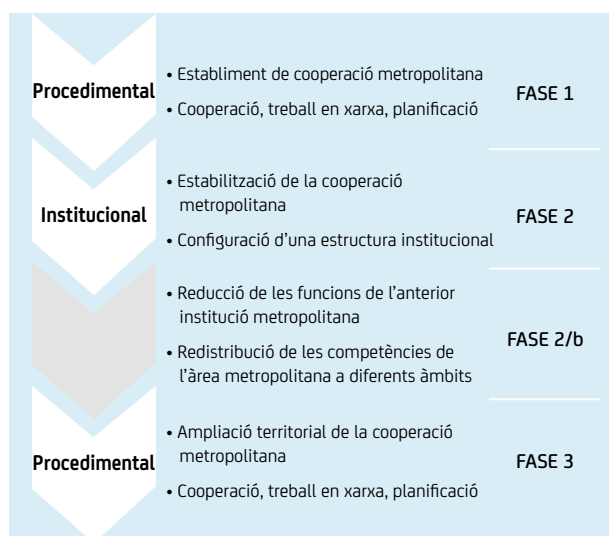 Procedimental
• Establiment de cooperació metropolitana
• Cooperació, treball en xarxa, planificació
FASE 1
Institucional
• Estabilització de la cooperació
metropolitana
• Configuració d’una estructura institucional
FASE 2
• Reducció de les funcions de l’anterior
institució metropolitana
• Redistribució de les competències de
l’àrea metropolitana a diferents àmbits
FASE 2/b
Procedimental
• Ampliació territorial de la cooperació
metropolitana
• Cooperació, treball en xarxa, planificació
FASE 3